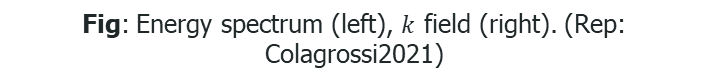 Fig: Energy spectrum (left), 𝑘 field (right). (Rep:
Colagrossi2021)